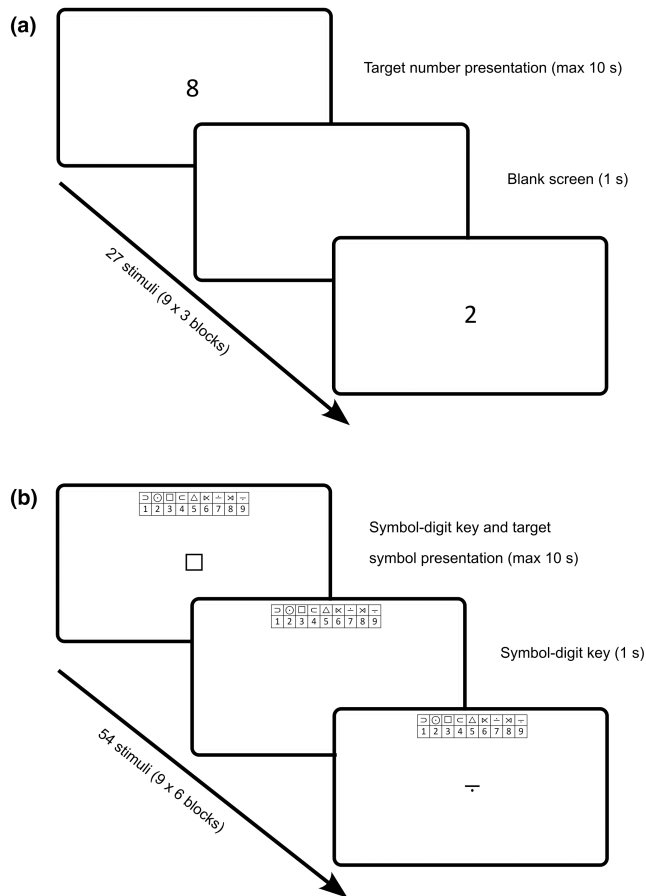 (a)
8
Target number presentation (max 10 s)
Blank screen (1 s)
27 stimuli (9 x 3 blocks)
2
(b)
⊃ ⊙ □ ⊂ △ ⋉ ∸ ⋊ ⨪
1 2 3 4 5 6 7 8 9
□
Symbol-digit key and target
symbol presentation (max 10 s)
⊃ ⊙ □ ⊂ △ ⋉ ∸ ⋊ ⨪
1 2 3 4 5 6 7 8 9
Symbol-digit key (1 s)
54 stimuli (9 x 6 blocks)
⊃ ⊙ □ ⊂ △ ⋉ ∸ ⋊ ⨪
1 2 3 4 5 6 7 8 9
⨪